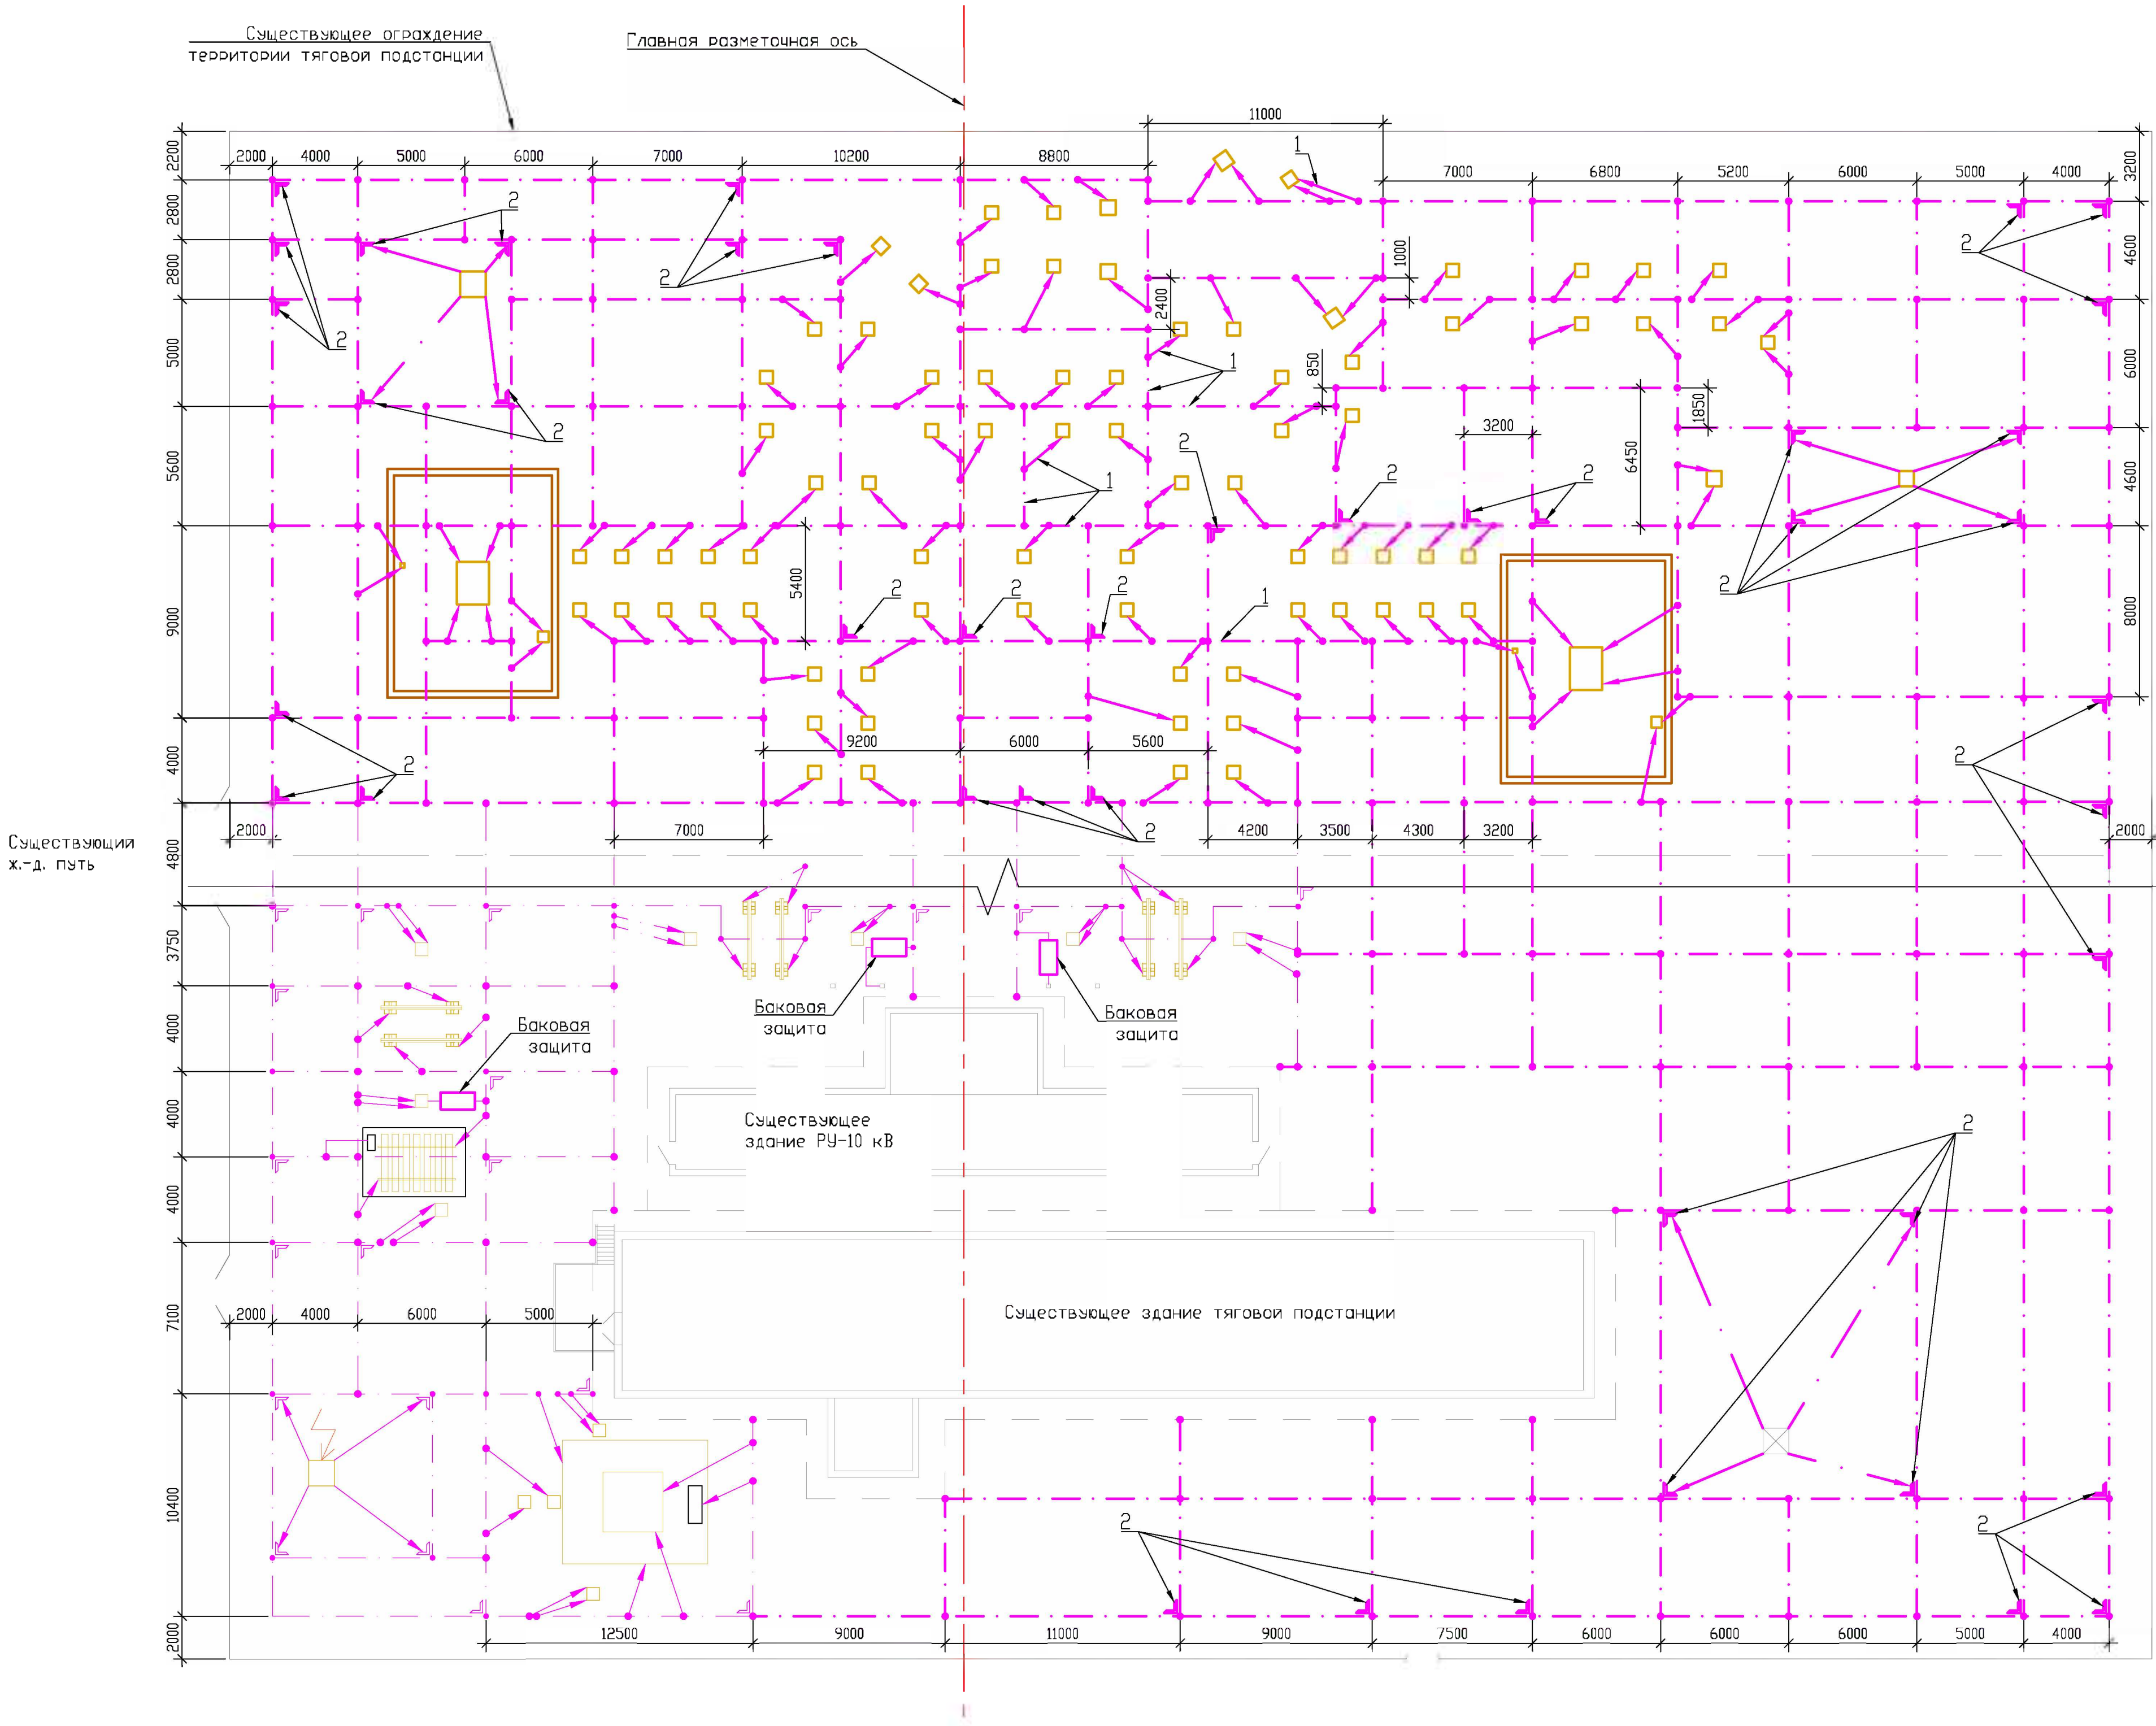 Существующее ограждение
территории тяговой подстанции
Главная разметочная ось
11000
1
2000 4000 5000 6000 7000 10200 8800
7000 6800 5200 6000 5000 4000
2200
2800
2800
5000
5600
9000
4000
4800
3750
4000
4000
4000
7100
10400
2000
3200
4600
6000
4600
8000
2
2
2
2
2
2
1000
2400
850
1850
6450
3200
5400
1
1
2
2
2
2
2
2
2
1
2
2
2
9200 6000 5600
2000
7000
2
4200 3500 4300 3200
2000
Существующий
ж.-д. путь
Баковая
защита
Баковая
защита
Баковая
защита
Существующее
здание РУ-10 кВ
2
2000 4000 6000 5000
Существующее здание тяговой подстанции
2
2
12500 9000 11000 9000 7500 6000 6000 6000 5000 4000